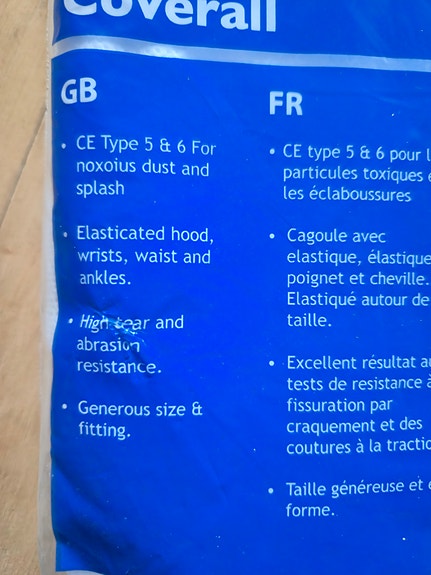 Coverall
GB
• CE Type 5 & 6 For
noxoius dust and
splash
• Elasticated hood,
wrists, waist and
ankles.
• High tear and
abrasion
resistance.
• Generous size &
fitting.
FR
• CE type 5 & 6 pour
particules toxiques
les éclaboussures
• Cagoule avec
elastique, élastique
poignet et cheville.
Elastiqué autour de
taille.
• Excellent résultat
tests de resistance à
fissuration par
craquement et des
coutures à la
• Taille généreuse et
forme.